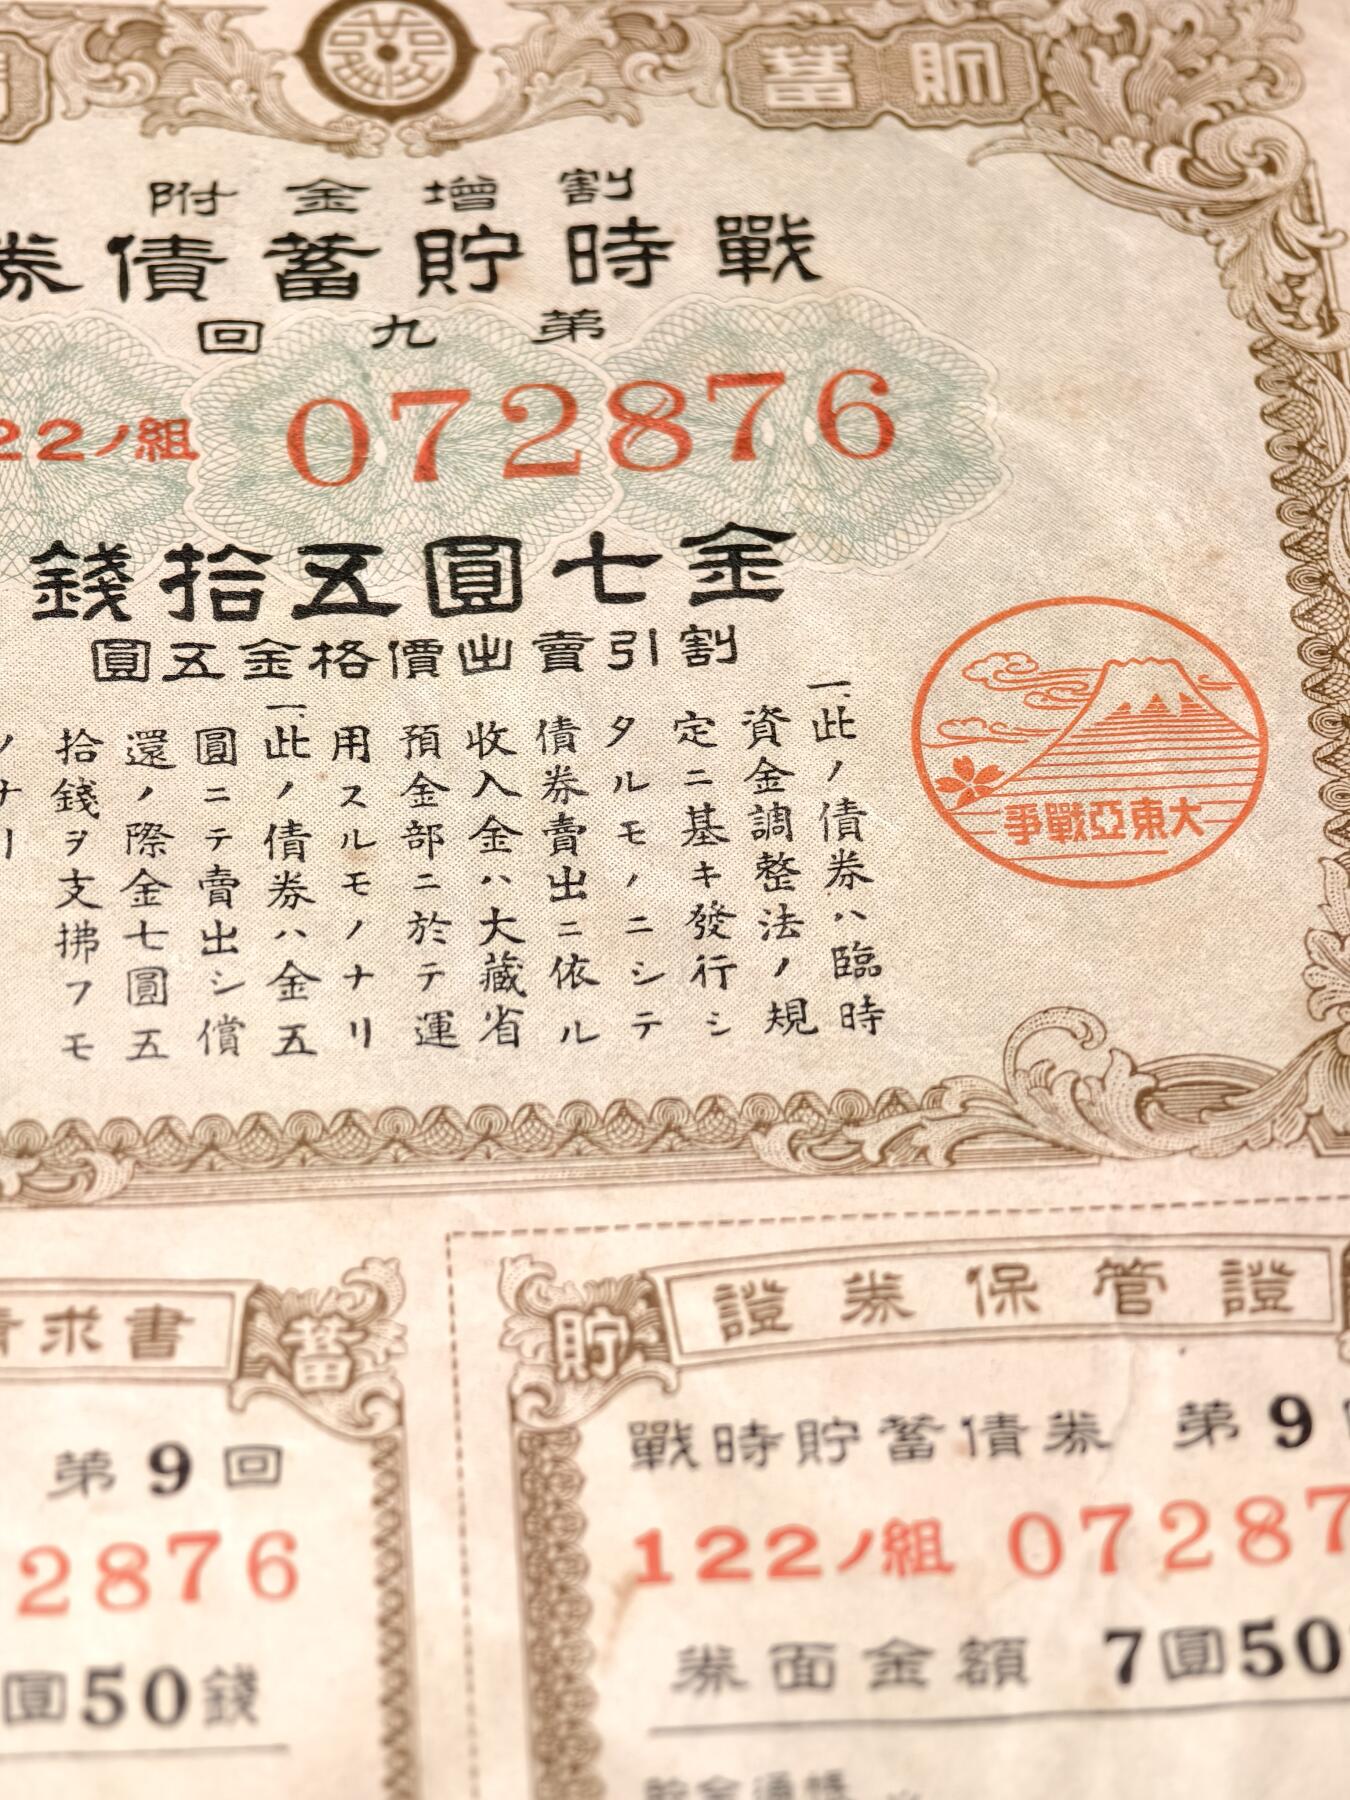 貯蓄
割增金附
戰時貯蓄債券
第九回
22ノ組 072876
金七圓五拾錢
割引賣出價格金五圓
一、此ノ債券ハ臨時
資金調整法ノ規
定ニ基キ發行シ
タルモノニシテ
債券賣出ニ依ル
收入金ハ大藏省
預金部ニ於テ運
用スルモノナリ
一、此ノ債券ハ金五
圓ニテ賣出シ償
還ノ際金七圓五
拾錢ヲ支拂フモ
ノナリ
大東亞戰爭
求書
蓄
第9回
2876
圓50錢
貯
證券保管證
戰時貯蓄債券 第9
122ノ組 07287
券面金額 7圓50